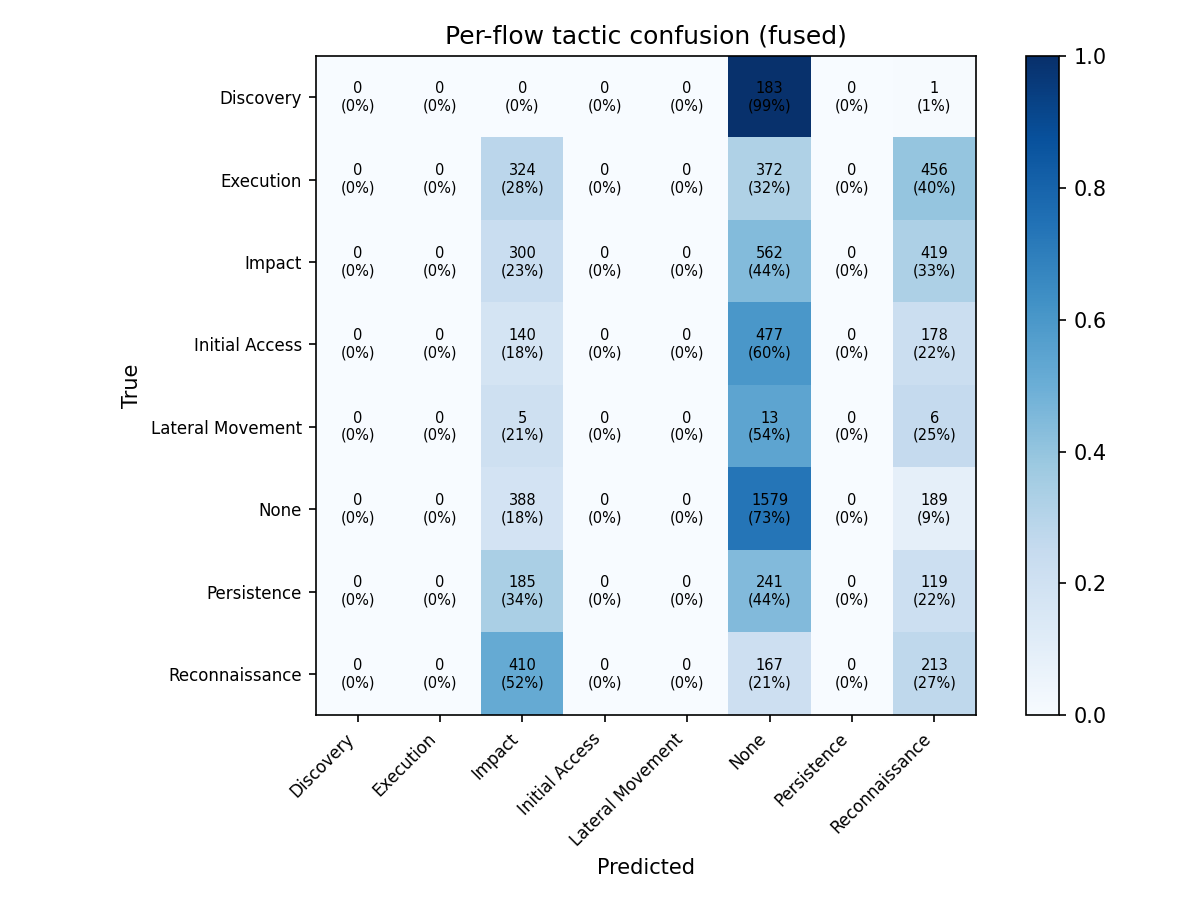 Per-flow tactic confusion (fused)
True
Discovery
0 0 0 0 0 183 0 1
(0%) (0%) (0%) (0%) (0%) (99%) (0%) (1%)
Execution
0 0 324 0 0 372 0 456
(0%) (0%) (28%) (0%) (0%) (32%) (0%) (40%)
Impact
0 0 300 0 0 562 0 419
(0%) (0%) (23%) (0%) (0%) (44%) (0%) (33%)
Initial Access
0 0 140 0 0 477 0 178
(0%) (0%) (18%) (0%) (0%) (60%) (0%) (22%)
Lateral Movement
0 0 5 0 0 13 0 6
(0%) (0%) (21%) (0%) (0%) (54%) (0%) (25%)
None
0 0 388 0 0 1579 0 189
(0%) (0%) (18%) (0%) (0%) (73%) (0%) (9%)
Persistence
0 0 185 0 0 241 0 119
(0%) (0%) (34%) (0%) (0%) (44%) (0%) (22%)
Reconnaissance
0 0 410 0 0 167 0 213
(0%) (0%) (52%) (0%) (0%) (21%) (0%) (27%)
Discovery
Execution
Impact
Initial Access
Lateral Movement
None
Persistence
Reconnaissance
Predicted
1.0
0.8
0.6
0.4
0.2
0.0